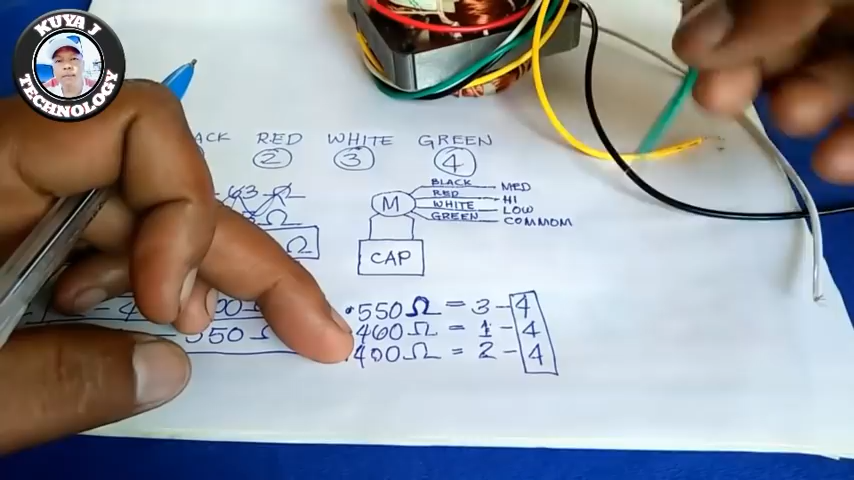 KUYA J
TECHNOLOGY
RED WHITE GREEN
2 3 4
M
BLACK MED
RED HI
WHITE LOW
GREEN COMMOM
CAP
Ω
Ω
550Ω = 3-4
460Ω = 1-4
400Ω = 2-4
550Ω